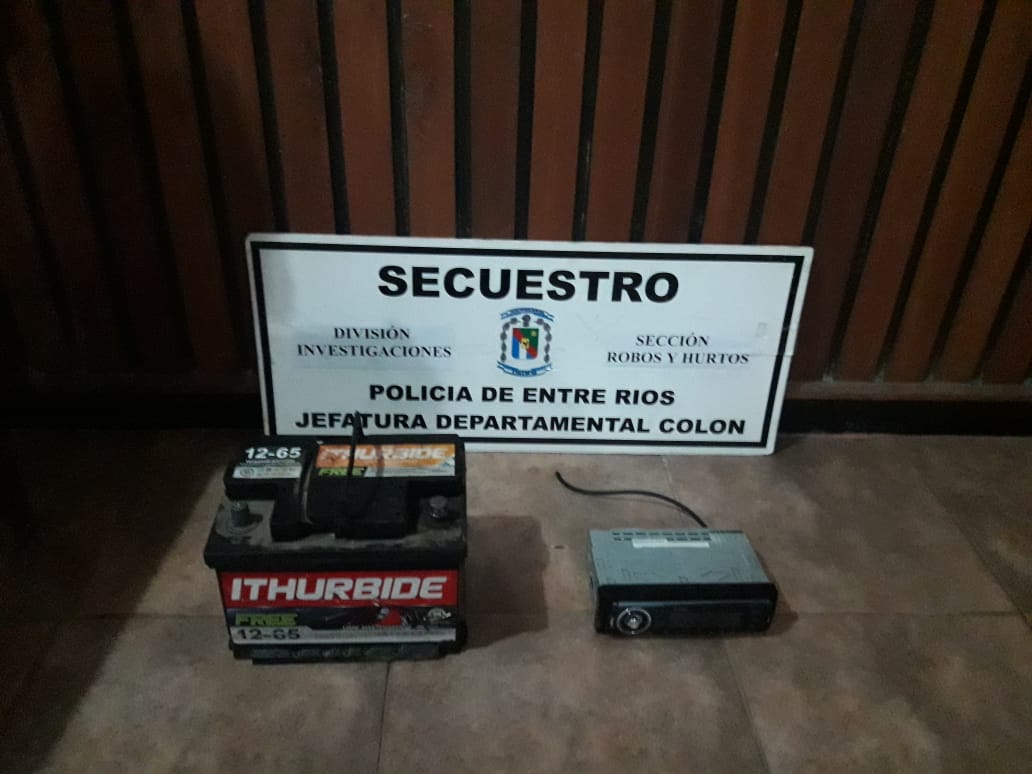 SECUESTRO
DIVISIÓN
INVESTIGACIONES
SECCIÓN
ROBOS Y HURTOS
POLICIA DE ENTRE RIOS
JEFATURA DEPARTAMENTAL COLON
12-65
ITHURBIDE
FREE
ITHURBIDE
FREE
12-65